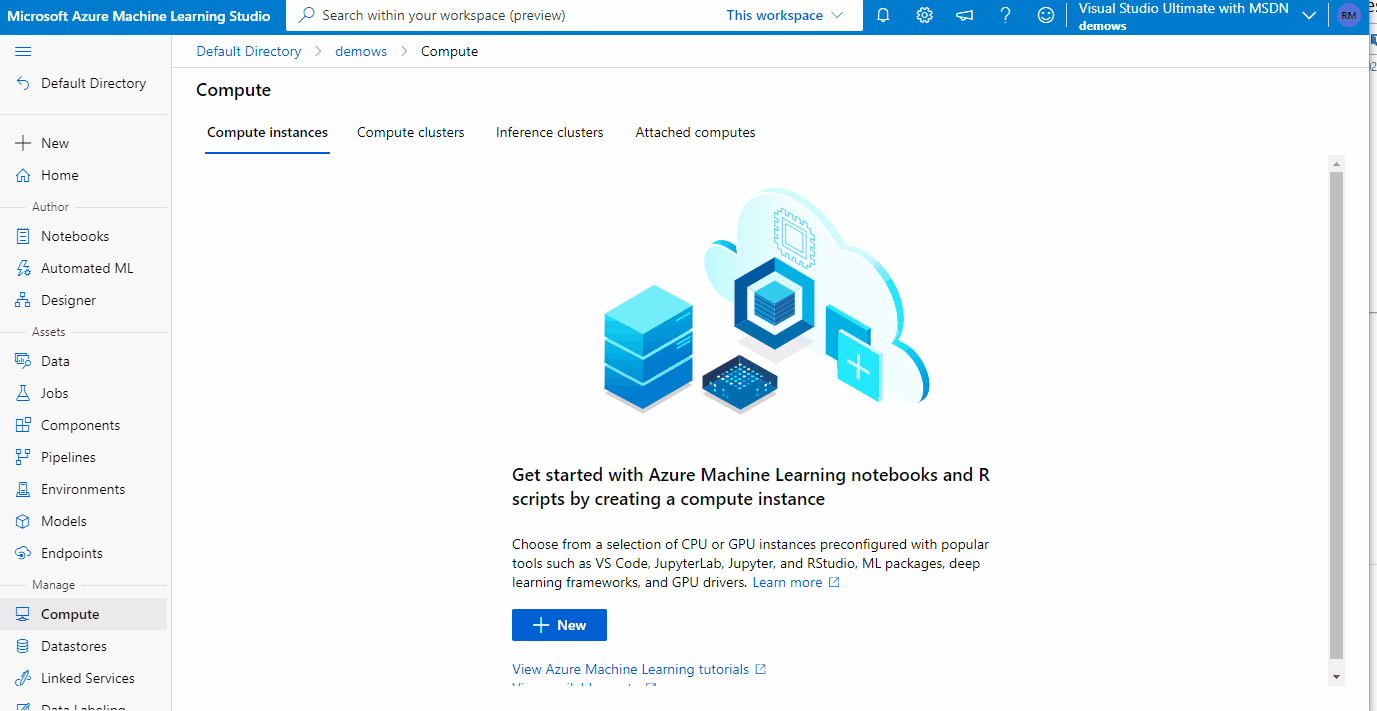 Microsoft Azure Machine Learning Studio
Search within your workspace (preview)
This workspace
Visual Studio Ultimate with MSDN
demows
RM
Default Directory
New
Home
Author
Notebooks
Automated ML
Designer
Assets
Data
Jobs
Components
Pipelines
Environments
Models
Endpoints
Manage
Compute
Datastores
Linked Services
Data Labeling
Default Directory > demows > Compute
Compute
Compute instances
Compute clusters
Inference clusters
Attached computes
Get started with Azure Machine Learning notebooks and R
scripts by creating a compute instance
Choose from a selection of CPU or GPU instances preconfigured with popular
tools such as VS Code, JupyterLab, Jupyter, and RStudio, ML packages, deep
learning frameworks, and GPU drivers. Learn more
New
View Azure Machine Learning tutorials